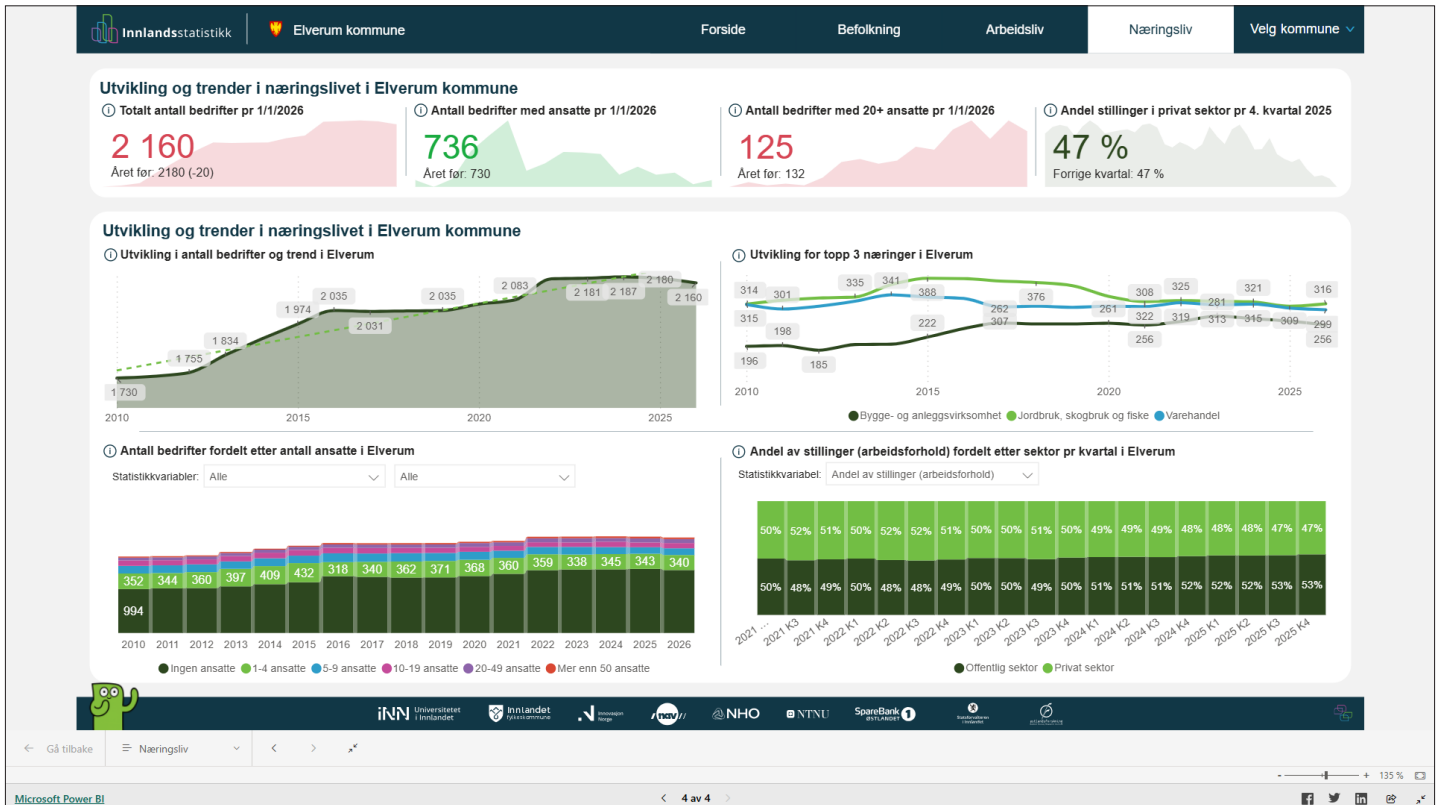 Innlandsstatistikk
Elverum kommune
Forside
Befolkning
Arbeidsliv
Næringsliv
Velg kommune
Utvikling og trender i næringslivet i Elverum kommune
Totalt antall bedrifter pr 1/1/2026
2 160
Året før: 2180 (-20)
Antall bedrifter med ansatte pr 1/1/2026
736
Året før: 730
Antall bedrifter med 20+ ansatte pr 1/1/2026
125
Året før: 132
Andel stillinger i privat sektor pr 4. kvartal 2025
47 %
Forrige kvartal: 47 %
Utvikling og trender i næringslivet i Elverum kommune
Utvikling i antall bedrifter og trend i Elverum
1 730
1 755
1 834
1 974
2 035
2 031
2 035
2 083
2 181
2 187
2 180
2 160
2010 2015 2020 2025
Utvikling for topp 3 næringer i Elverum
314 301 335 341 376 308 325 321 316
315 388 262 261 322 319 281 299
198 222 307 256 313 315 309 256
196 185
2010 2015 2020 2025
Bygge- og anleggsvirksomhet Jordbruk, skogbruk og fiske Varehandel
Antall bedrifter fordelt etter antall ansatte i Elverum
Statistikkvariabler: Alle Alle
352 344 360 397 409 432 318 340 362 371 368 360 359 338 345 343 340
994
2010 2011 2012 2013 2014 2015 2016 2017 2018 2019 2020 2021 2022 2023 2024 2025 2026
Ingen ansatte 1-4 ansatte 5-9 ansatte 10-19 ansatte 20-49 ansatte Mer enn 50 ansatte
Andel av stillinger (arbeidsforhold) fordelt etter sektor pr kvartal i Elverum
Statistikkvariabel: Andel av stillinger (arbeidsforhold)
50% 52% 51% 50% 52% 52% 51% 50% 50% 51% 50% 49% 49% 49% 48% 48% 48% 47% 47%
50% 48% 49% 50% 48% 48% 49% 50% 50% 49% 50% 51% 51% 51% 52% 52% 52% 53% 53%
2021 ... 2021 K3 2021 K4 2022 K1 2022 K2 2022 K3 2022 K4 2023 K1 2023 K2 2023 K3 2023 K4 2024 K1 2024 K2 2024 K3 2024 K4 2025 K1 2025 K2 2025 K3 2025 K4
Offentlig sektor Privat sektor
iNN Universitetet
i Innlandet
Innlandet
fylkeskommune
Innovasjon
Norge
nav
NHO
NTNU
SpareBank 1
ØSTLANDET
Statsforvalteren
i Innlandet
Gå tilbake
Næringsliv
135 %
Microsoft Power BI
4 av 4